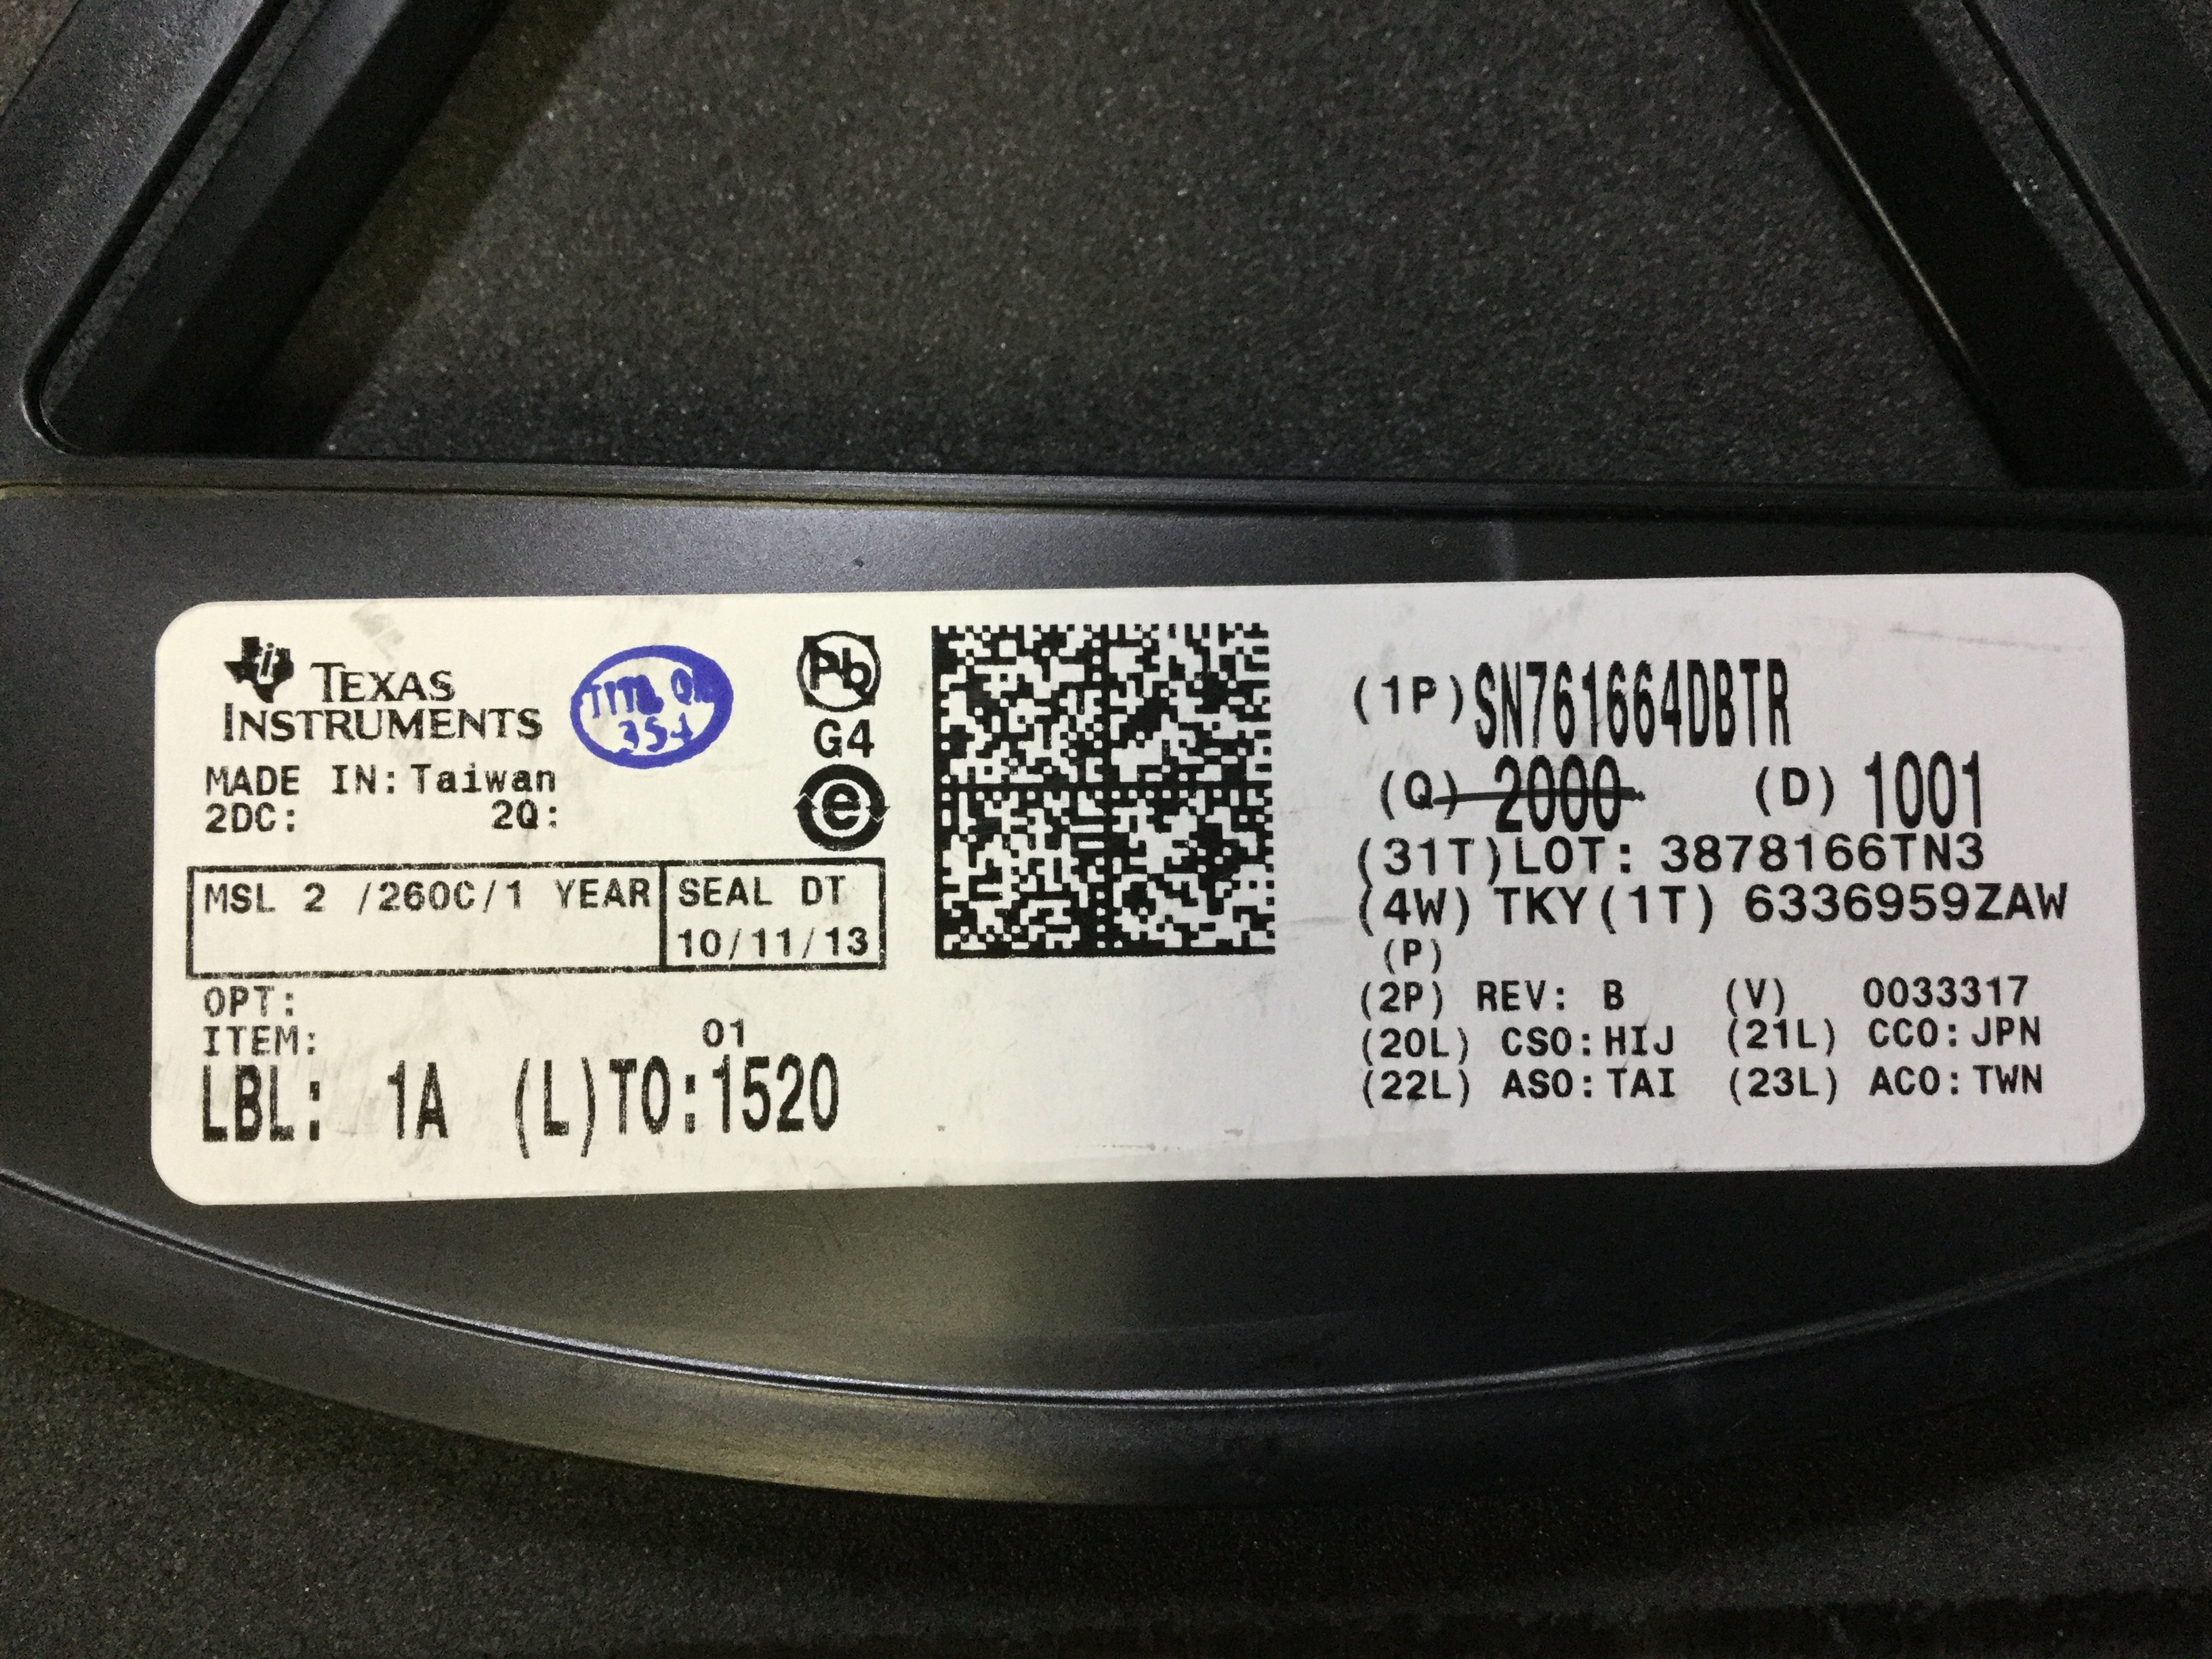 TEXAS
INSTRUMENTS
MADE IN: Taiwan
2DC: 2Q:
MSL 2 /260C/1 YEAR
SEAL DT
10/11/13
OPT:
ITEM:
01
LBL: 1A (L)TO:1520
Pb
G4
e
(1P)SN761664DBTR
(Q) 2000 (D) 1001
(31T)LOT: 3878166TN3
(4W) TKY(1T) 6336959ZAW
(P)
(2P) REV: B (V) 0033317
(20L) CSO:HIJ (21L) CCO:JPN
(22L) ASO:TAI (23L) ACO:TWN